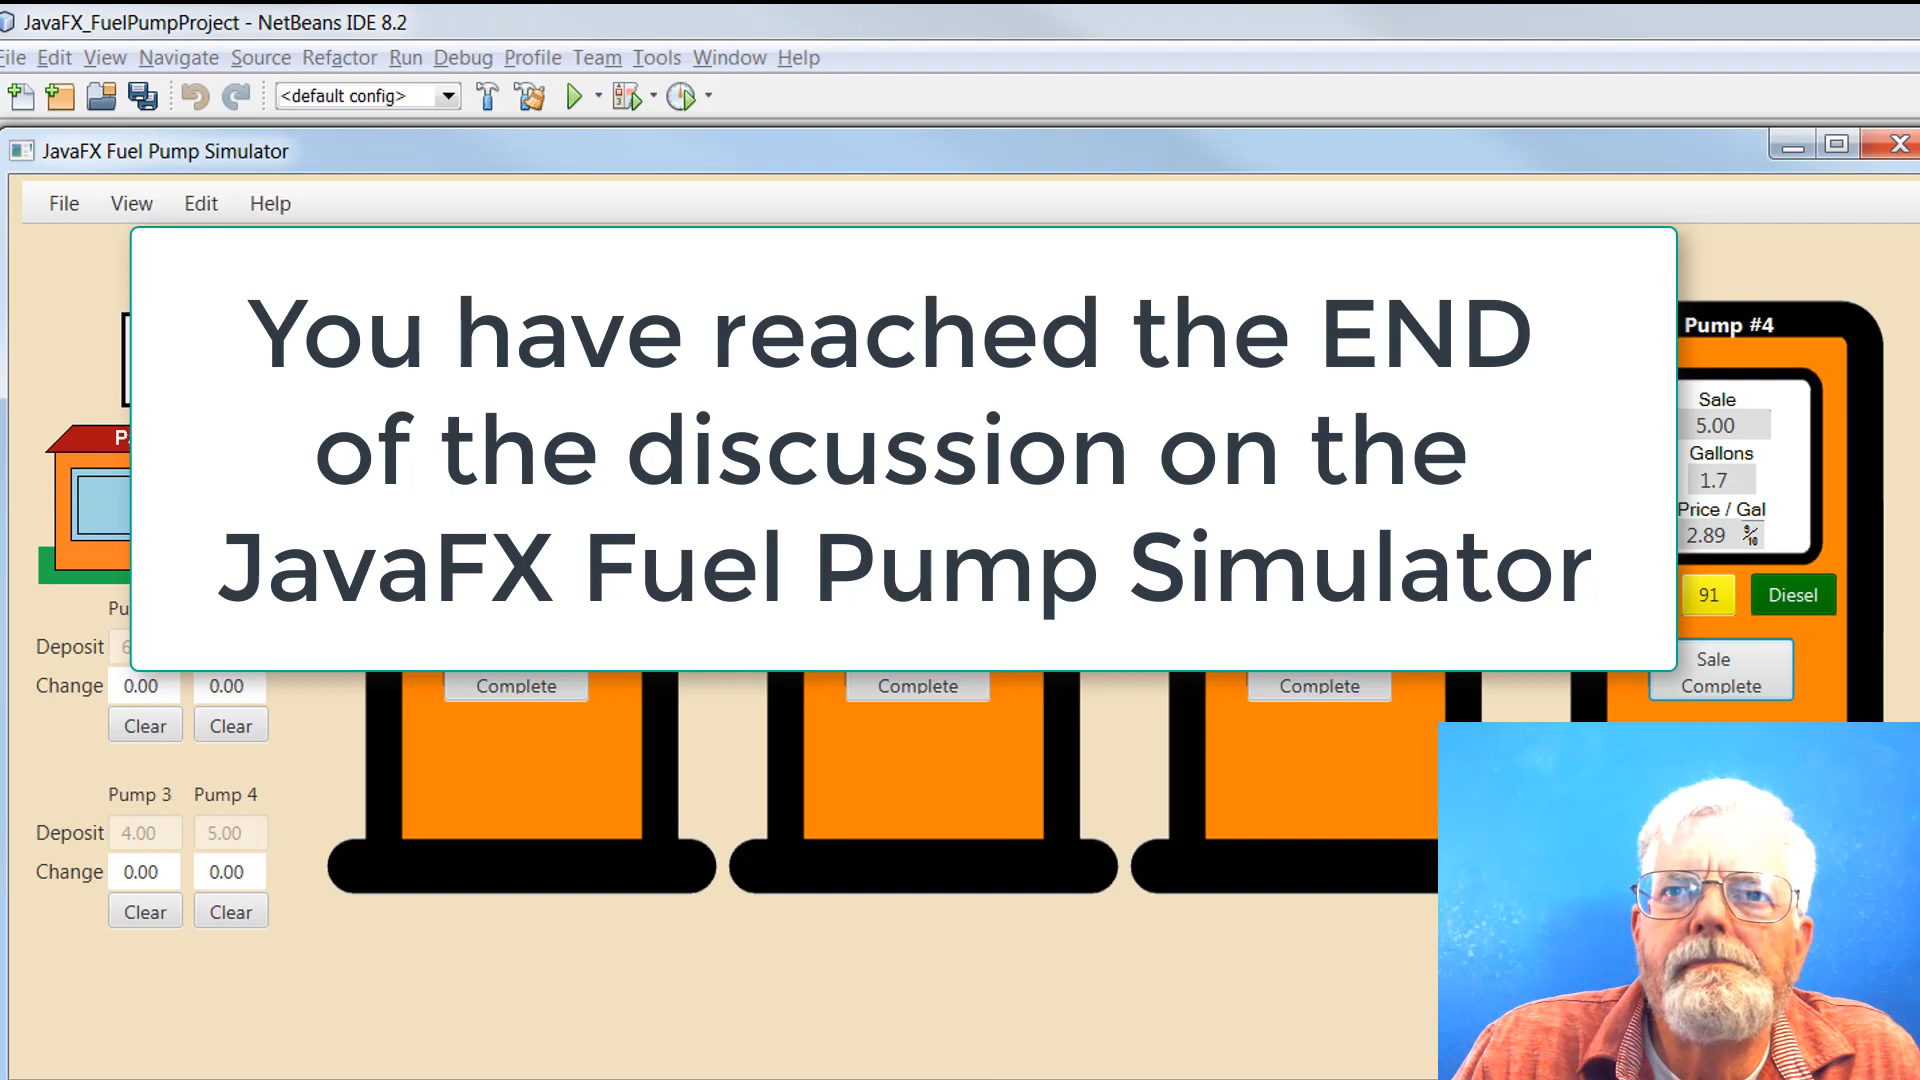 JavaFX_FuelPumpProject - NetBeans IDE 8.2
File Edit View Navigate Source Refactor Run Debug Profile Team Tools Window Help
<default config>
JavaFX Fuel Pump Simulator
File View Edit Help
You have reached the END
of the discussion on the
JavaFX Fuel Pump Simulator
Pump #4
Sale
5.00
Gallons
1.7
Price / Gal
2.89 9/10
91 Diesel
Sale
Complete
Deposit
Change 0.00 0.00
Clear Clear
Complete Complete Complete
Pump 3 Pump 4
Deposit 4.00 5.00
Change 0.00 0.00
Clear Clear